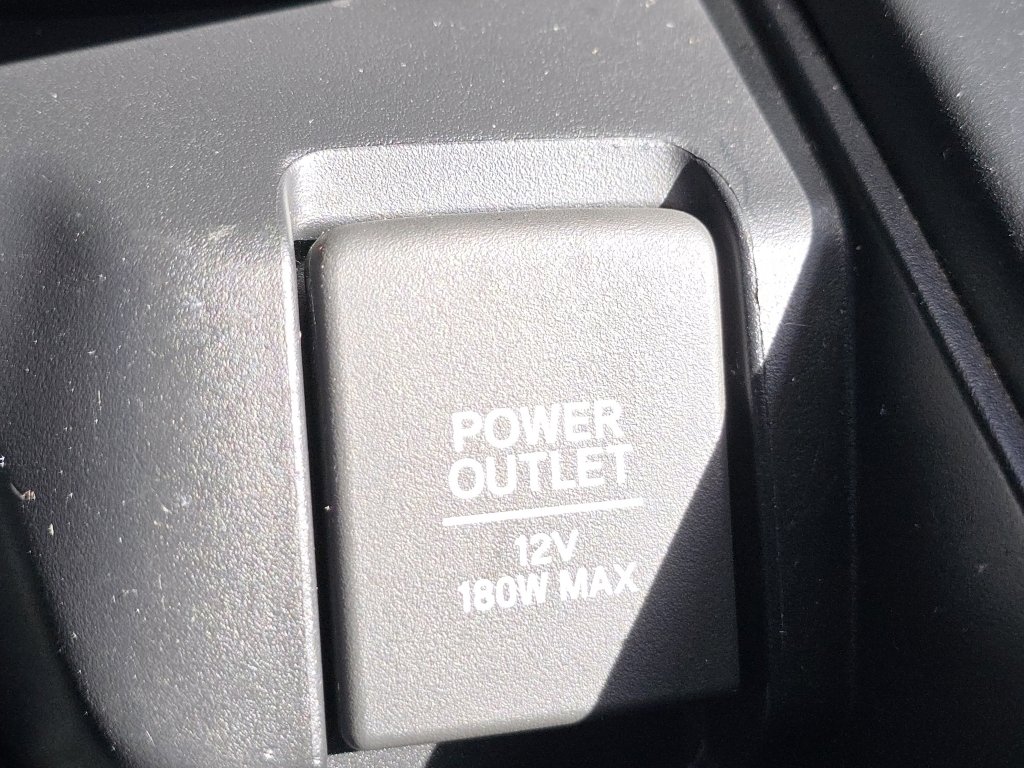 POWER
OUTLET
12V
180W MAX